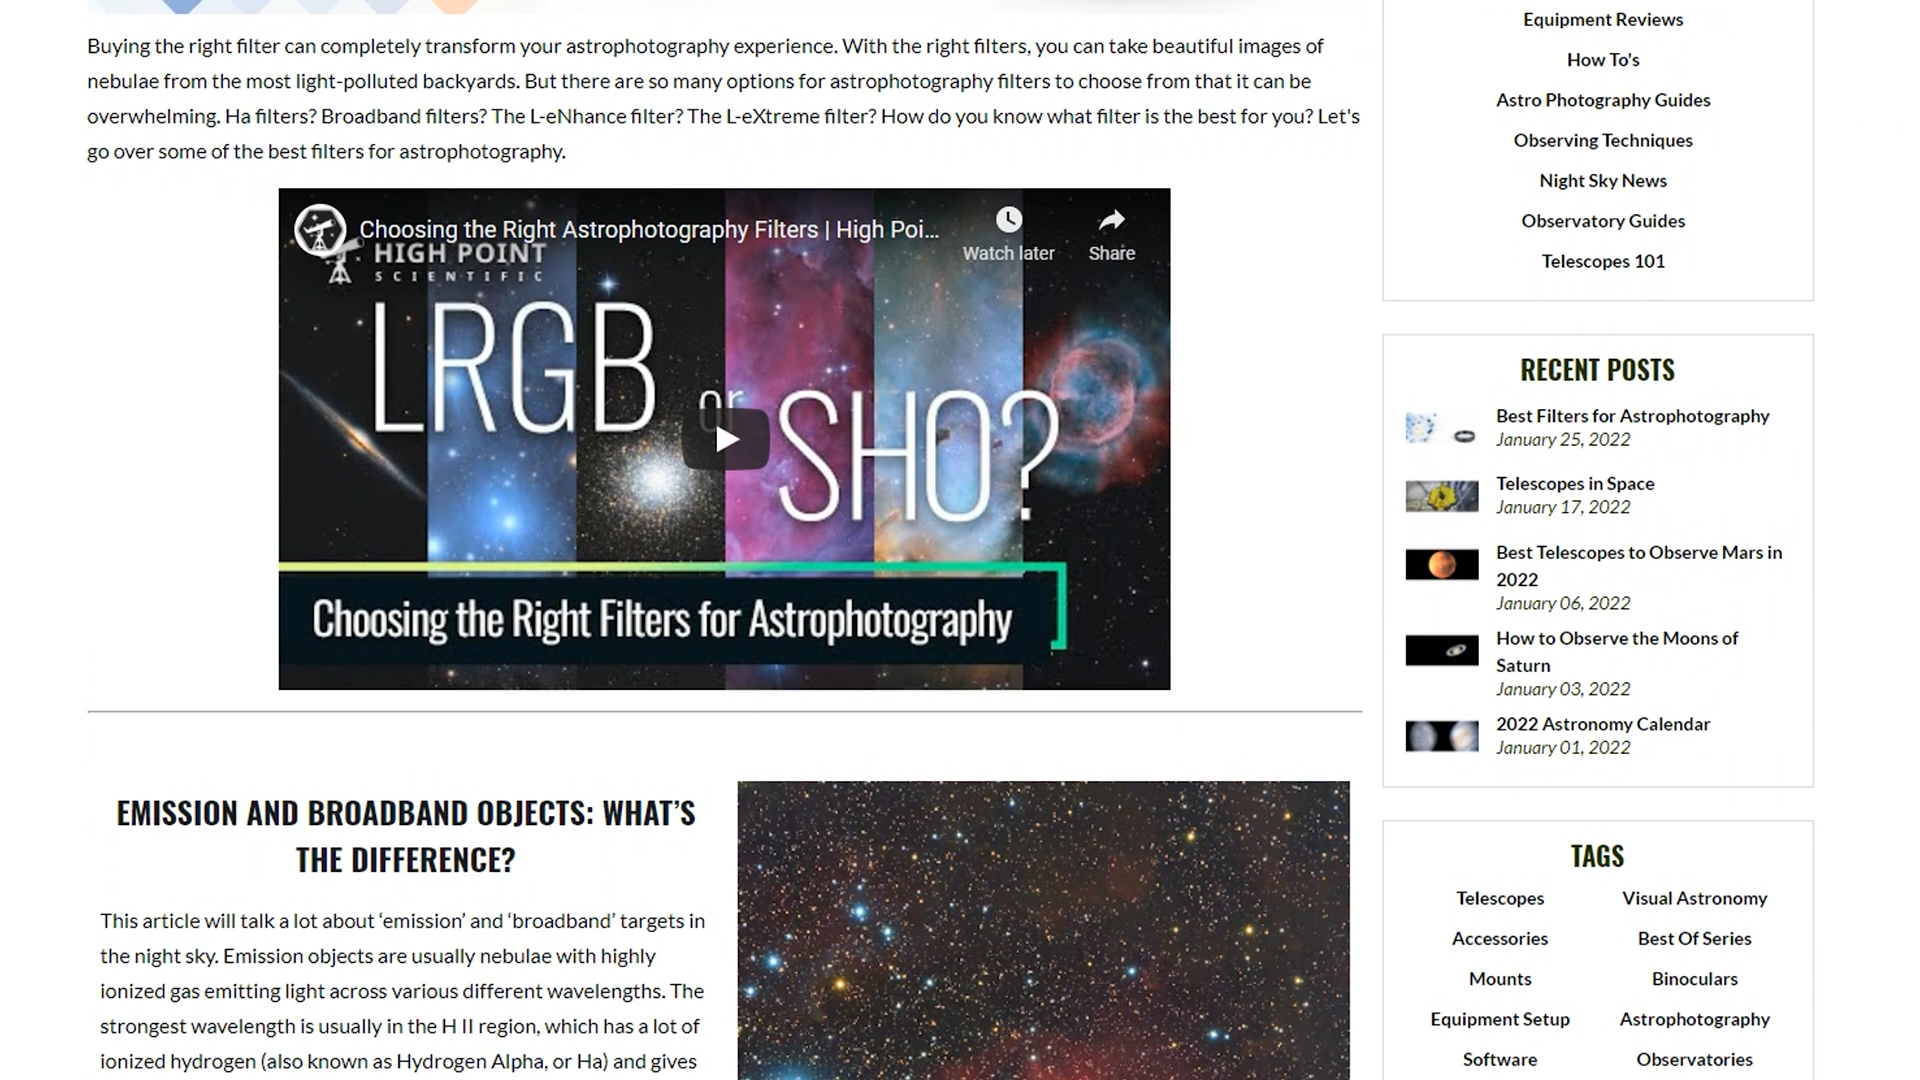 Buying the right filter can completely transform your astrophotography experience. With the right filters, you can take beautiful images of
nebulae from the most light-polluted backyards. But there are so many options for astrophotography filters to choose from that it can be
overwhelming. Ha filters? Broadband filters? The L-eNhance filter? The L-eXtreme filter? How do you know what filter is the best for you? Let's
go over some of the best filters for astrophotography.
Choosing the Right Astrophotography Filters | High Poi...
Watch later
Share
HIGH POINT
SCIENTIFIC
LRGB
or
SHO?
Choosing the Right Filters for Astrophotography
EMISSION AND BROADBAND OBJECTS: WHAT’S
THE DIFFERENCE?
This article will talk a lot about ‘emission’ and ‘broadband’ targets in
the night sky. Emission objects are usually nebulae with highly
ionized gas emitting light across various different wavelengths. The
strongest wavelength is usually in the H II region, which has a lot of
ionized hydrogen (also known as Hydrogen Alpha, or Ha) and gives
Equipment Reviews
How To's
Astro Photography Guides
Observing Techniques
Night Sky News
Observatory Guides
Telescopes 101
RECENT POSTS
Best Filters for Astrophotography
January 25, 2022
Telescopes in Space
January 17, 2022
Best Telescopes to Observe Mars in
2022
January 06, 2022
How to Observe the Moons of
Saturn
January 03, 2022
2022 Astronomy Calendar
January 01, 2022
TAGS
Telescopes
Visual Astronomy
Accessories
Best Of Series
Mounts
Binoculars
Equipment Setup
Astrophotography
Software
Observatories